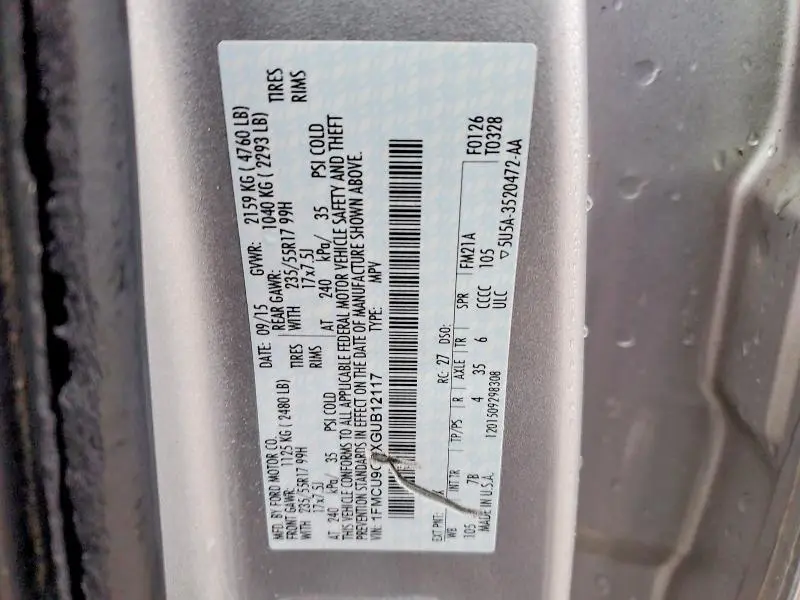 MFD. BY FORD MOTOR CO.
DATE: 09/15 GVWR: 2159 KG ( 4760 LB)
FRONT GAWR: 1125 KG ( 2480 LB) REAR GAWR: 1040 KG ( 2293 LB)
WITH 235/55R17 99H TIRES WITH 235/55R17 99H TIRES
17x7.5J RIMS 17x7.5J RIMS
AT 240 kPa/ 35 PSI COLD AT 240 kPa/ 35 PSI COLD
THIS VEHICLE CONFORMS TO ALL APPLICABLE FEDERAL MOTOR VEHICLE SAFETY AND THEFT
PREVENTION STANDARDS IN EFFECT ON THE DATE OF MANUFACTURE SHOWN ABOVE.
VIN: 1FMCU9 XGUB12117 TYPE: MPV
EXT PNT: RC: 27 DSO: F0126
T0328
WB INT TR TP/PS R AXLE TR SPR FM21A
105 7B 4 35 6 CCCC 105
ULC
MADE IN U.S.A. 1201509298308 ▽5U5A-3520472-AA